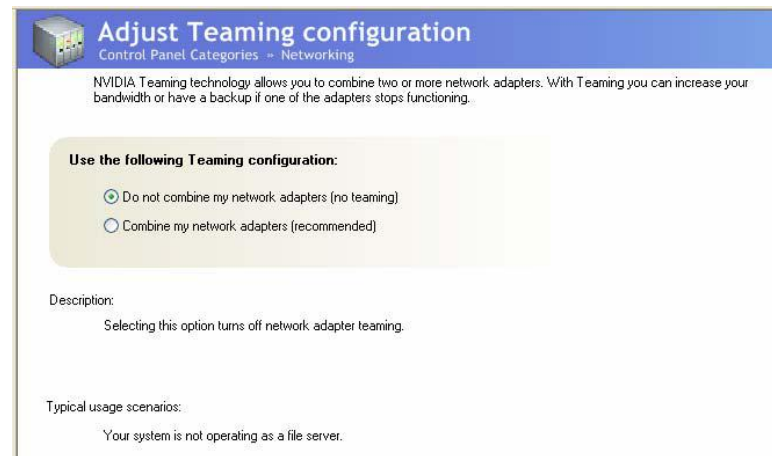 Adjust Teaming configuration
Control Panel Categories » Networking
NVIDIA Teaming technology allows you to combine two or more network adapters. With Teaming you can increase your
bandwidth or have a backup if one of the adapters stops functioning.
Use the following Teaming configuration:
Do not combine my network adapters (no teaming)
Combine my network adapters (recommended)
Description:
Selecting this option turns off network adapter teaming.
Typical usage scenarios:
Your system is not operating as a file server.